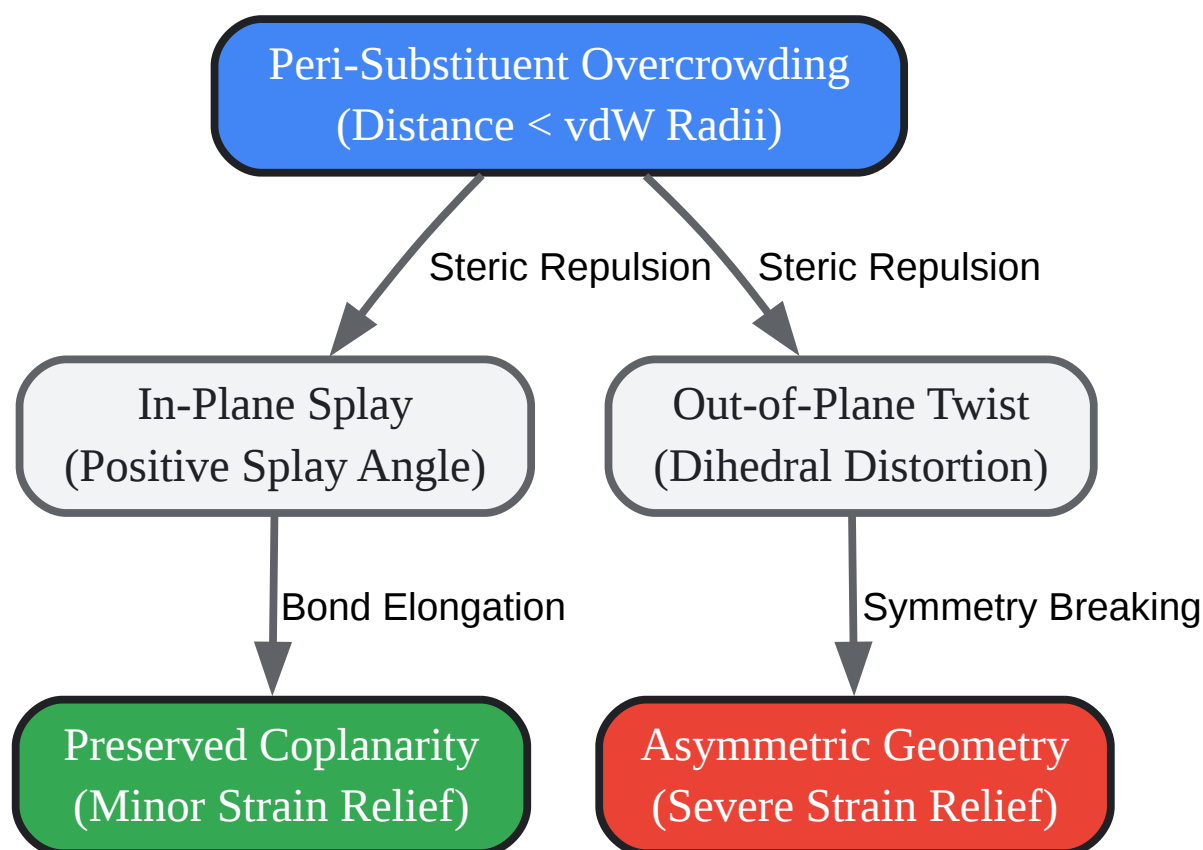 Peri-Substituent Overcrowding
(Distance < vdW Radii)
Steric Repulsion
Steric Repulsion
In-Plane Splay
(Positive Splay Angle)
Out-of-Plane Twist
(Dihedral Distortion)
Bond Elongation
Symmetry Breaking
Preserved Coplanarity
(Minor Strain Relief)
Asymmetric Geometry
(Severe Strain Relief)